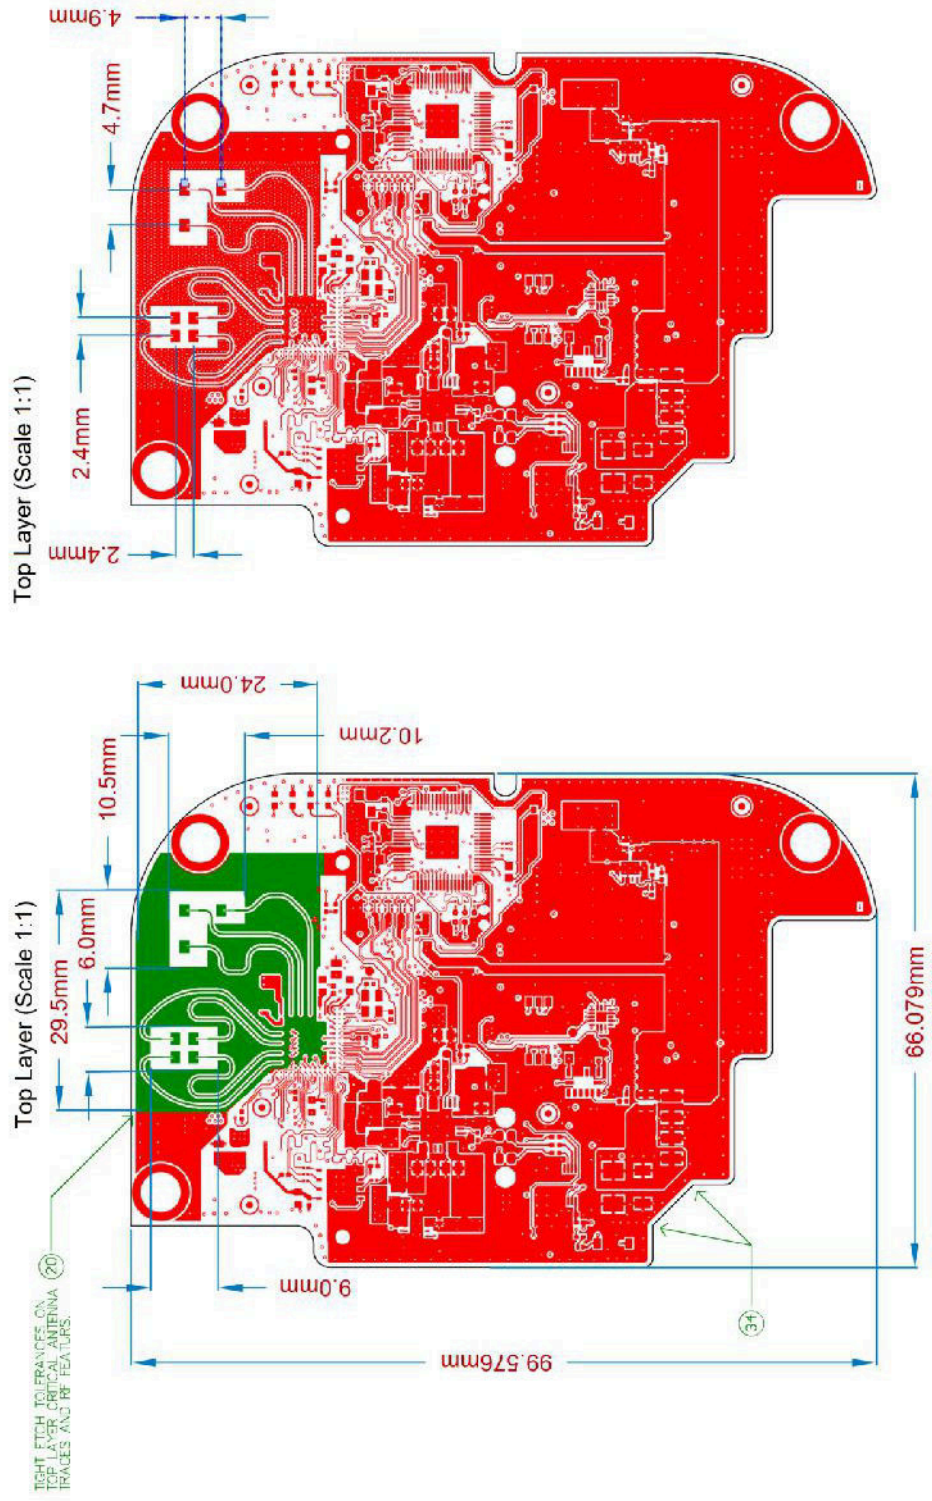 Top Layer (Scale 1:1)
4.9mm
4.7mm
2.4mm
2.4mm
Top Layer (Scale 1:1)
24.0mm
10.2mm
10.5mm
29.5mm
6.0mm
9.0mm
66.079mm
99.576mm
TIGHT ETCH TOLERANCES ON
TOP LAYER CRITICAL ANTENNA
TRACES AND RF FEATURS.
20
34